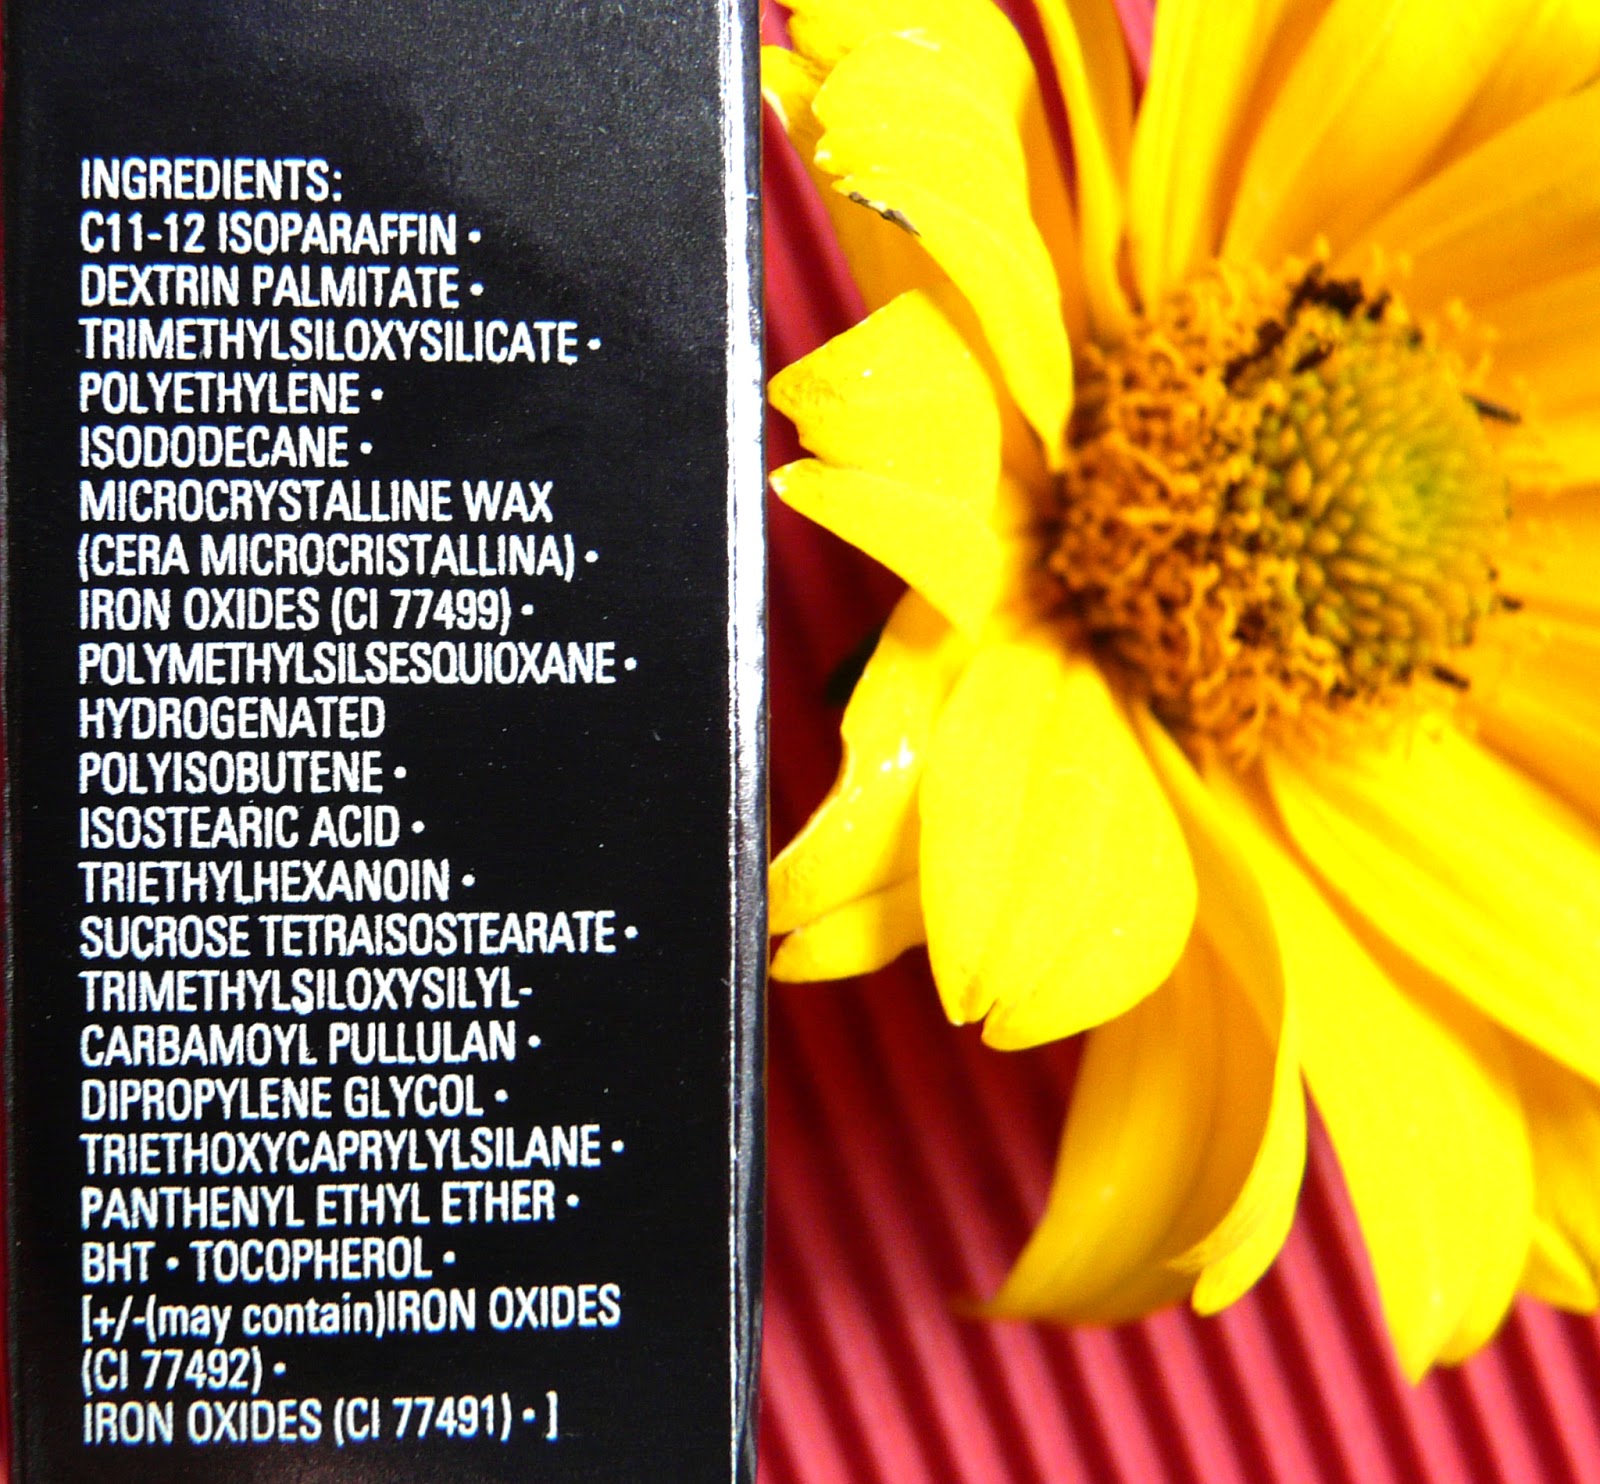 INGREDIENTS:
C11-12 ISOPARAFFIN •
DEXTRIN PALMITATE •
TRIMETHYLSILOXYSILICATE •
POLYETHYLENE •
ISODODECANE •
MICROCRYSTALLINE WAX
(CERA MICROCRISTALLINA) •
IRON OXIDES (CI 77499) •
POLYMETHYLSILSESQUIOXANE •
HYDROGENATED
POLYISOBUTENE •
ISOSTEARIC ACID •
TRIETHYLHEXANOIN •
SUCROSE TETRAISOSTEARATE •
TRIMETHYLSILOXYSILYL-
CARBAMOYL PULLULAN •
DIPROPYLENE GLYCOL •
TRIETHOXYCAPRYLYLSILANE •
PANTHENYL ETHYL ETHER •
BHT • TOCOPHEROL •
[+/-(may contain)IRON OXIDES
(CI 77492) •
IRON OXIDES (CI 77491) • ]